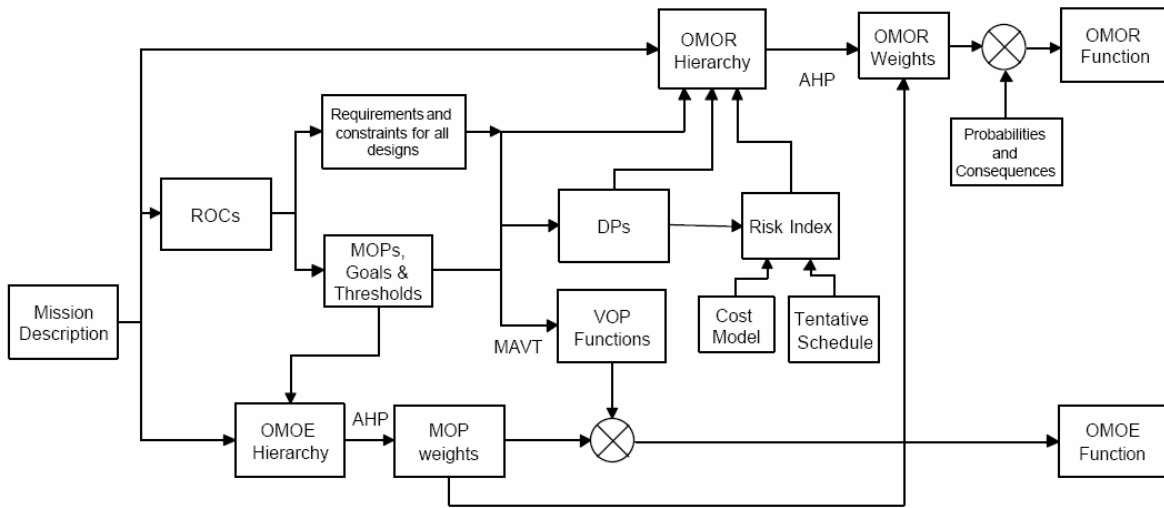 OMOR
Hierarchy
AHP
OMOR
Weights
OMOR
Function
Requirements and
constraints for all
designs
Probabilities
and
Consequences
ROCs
DPs
Risk Index
MOPs,
Goals &
Thresholds
Mission
Description
MAVT
VOP
Functions
Cost
Model
Tentative
Schedule
OMOE
Hierarchy
AHP
MOP
weights
OMOE
Function